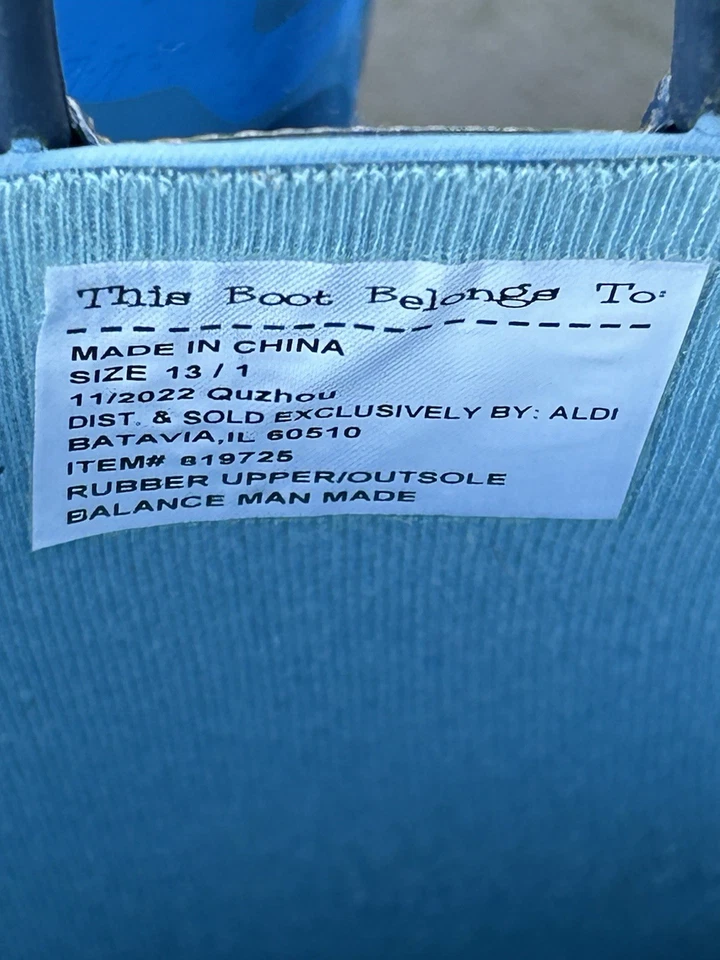 This Boot Belongs To:
MADE IN CHINA
SIZE 13 / 1
11/2022 Quzhou
DIST. & SOLD EXCLUSIVELY BY: ALDI
BATAVIA, IL 60510
ITEM# 819725
RUBBER UPPER/OUTSOLE
BALANCE MAN MADE